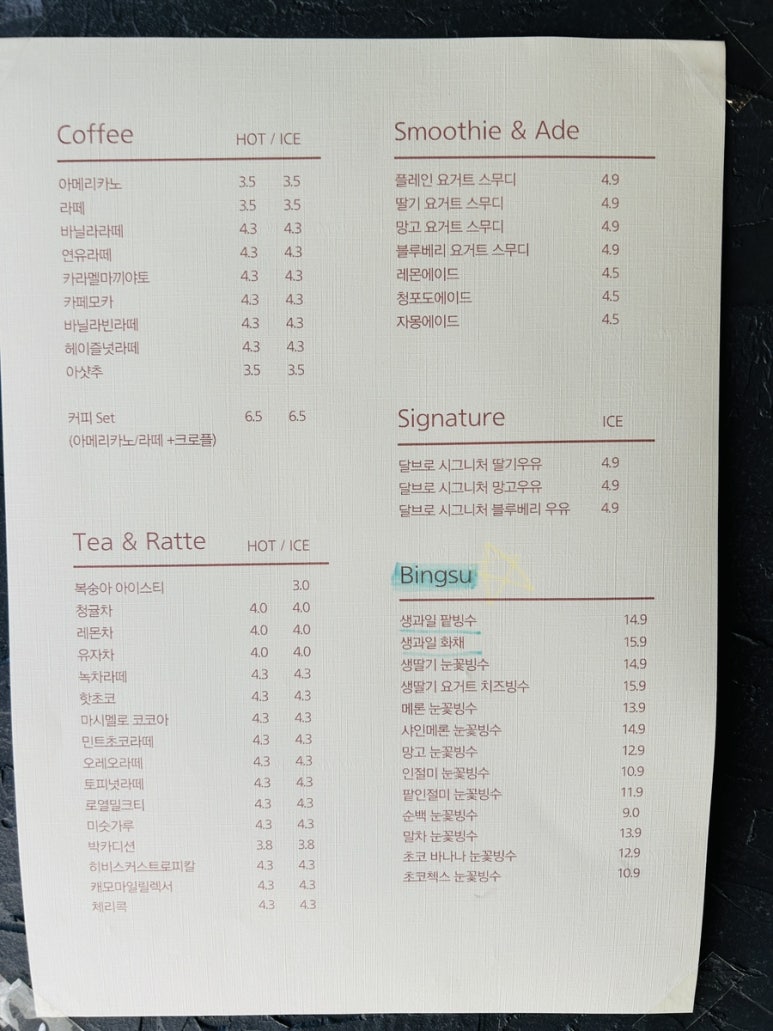 Coffee HOT / ICE
아메리카노 3.5 3.5
라떼 3.5 3.5
바닐라라떼 4.3 4.3
연유라떼 4.3 4.3
카라멜마끼야토 4.3 4.3
카페모카 4.3 4.3
바닐라빈라떼 4.3 4.3
헤이즐넛라떼 4.3 4.3
아샷추 3.5 3.5
커피 Set 6.5 6.5
(아메리카노/라떼 +크로플)
Tea & Ratte HOT / ICE
복숭아 아이스티 3.0
청귤차 4.0 4.0
레몬차 4.0 4.0
유자차 4.0 4.0
녹차라떼 4.3 4.3
핫초코 4.3 4.3
마시멜로 코코아 4.3 4.3
민트초코라떼 4.3 4.3
오레오라떼 4.3 4.3
토피넛라떼 4.3 4.3
로열밀크티 4.3 4.3
미숫가루 4.3 4.3
박카디션 3.8 3.8
히비스커스트로피칼 4.3 4.3
캐모마일릴렉서 4.3 4.3
체리콕 4.3 4.3
Smoothie & Ade
플레인 요거트 스무디 4.9
딸기 요거트 스무디 4.9
망고 요거트 스무디 4.9
블루베리 요거트 스무디 4.9
레몬에이드 4.5
청포도에이드 4.5
자몽에이드 4.5
Signature ICE
달브로 시그니처 딸기우유 4.9
달브로 시그니처 망고우유 4.9
달브로 시그니처 블루베리 우유 4.9
Bingsu
생과일 팥빙수 14.9
생과일 화채 15.9
생딸기 눈꽃빙수 14.9
생딸기 요거트 치즈빙수 15.9
메론 눈꽃빙수 13.9
샤인메론 눈꽃빙수 14.9
망고 눈꽃빙수 12.9
인절미 눈꽃빙수 10.9
팥인절미 눈꽃빙수 11.9
순백 눈꽃빙수 9.0
말차 눈꽃빙수 13.9
초코 바나나 눈꽃빙수 12.9
초코첵스 눈꽃빙수 10.9